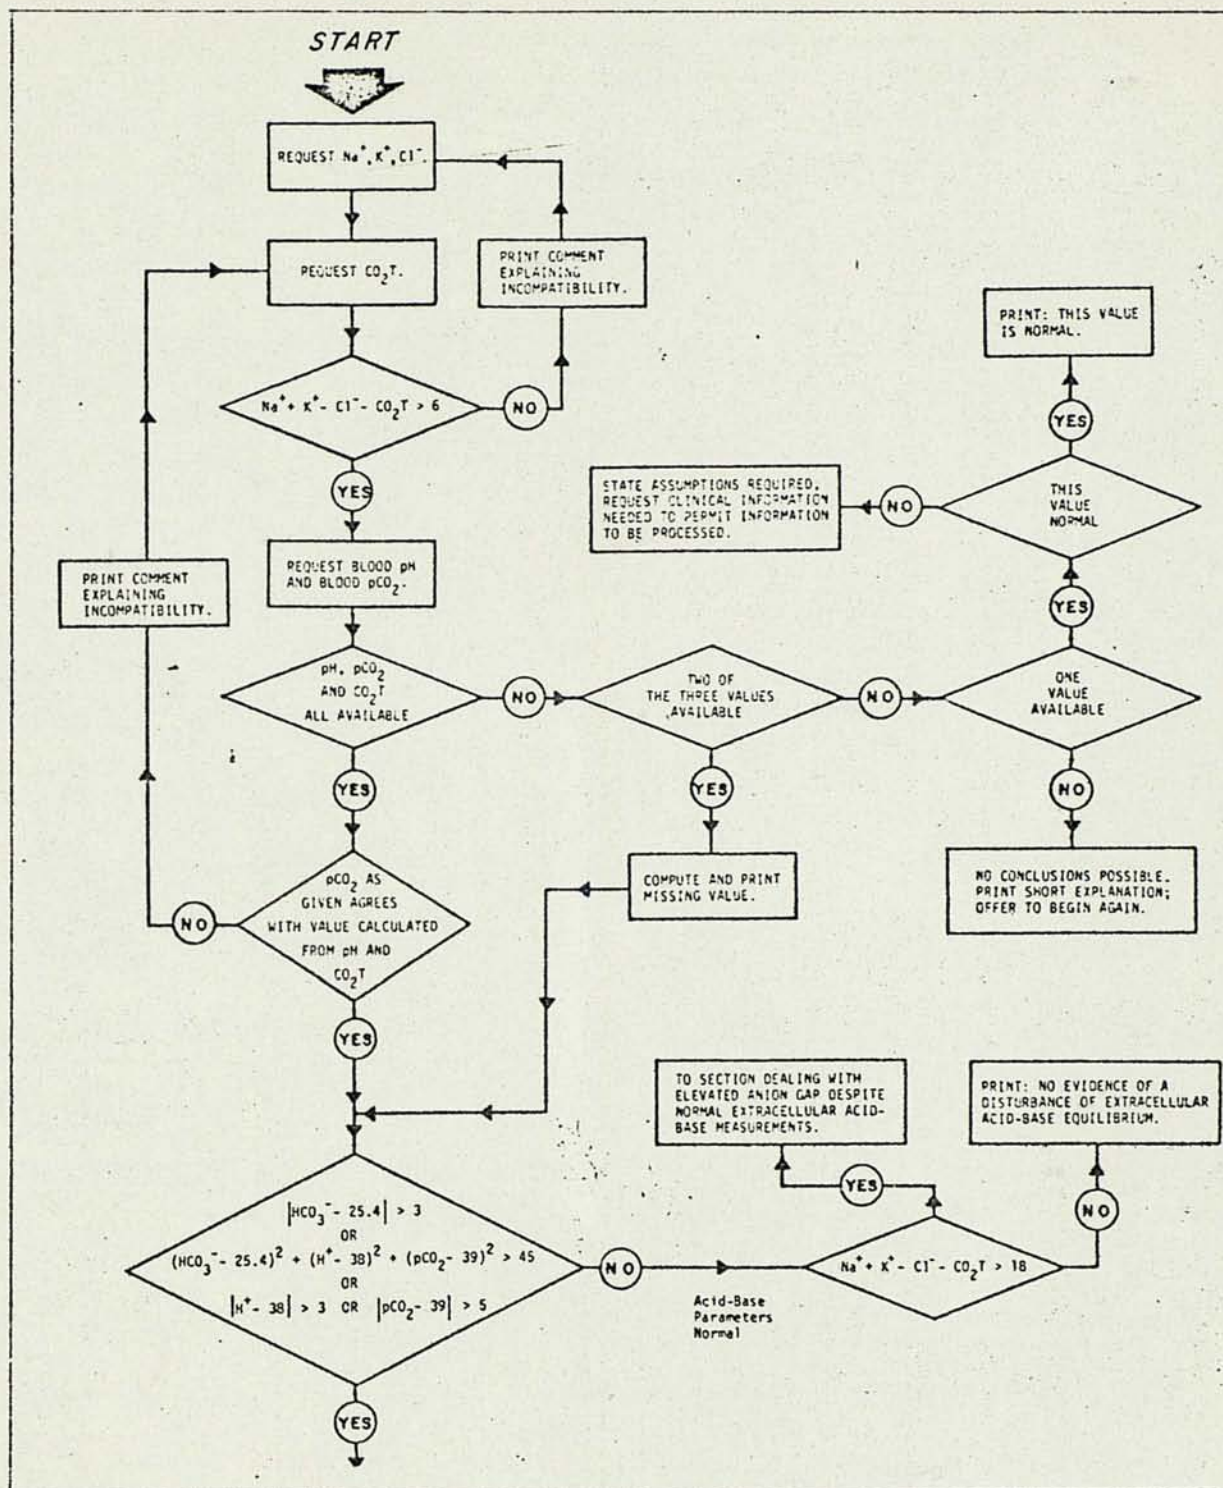 START
REQUEST Na⁺, K⁺, Cl⁻.
REQUEST CO₂T.
PRINT COMMENT
EXPLAINING
INCOMPATIBILITY.
Na⁺ + K⁺ - Cl⁻ - CO₂T > 6
NO
YES
REQUEST BLOOD pH
AND BLOOD pCO₂.
PRINT COMMENT
EXPLAINING
INCOMPATIBILITY.
pH, pCO₂
AND CO₂T
ALL AVAILABLE
NO
TWO OF
THE THREE VALUES
AVAILABLE
NO
ONE
VALUE
AVAILABLE
YES
THIS
VALUE
NORMAL
YES
PRINT: THIS VALUE
IS NORMAL.
NO
STATE ASSUMPTIONS REQUIRED.
REQUEST CLINICAL INFORMATION
NEEDED TO PERMIT INFORMATION
TO BE PROCESSED.
NO
NO CONCLUSIONS POSSIBLE.
PRINT SHORT EXPLANATION;
OFFER TO BEGIN AGAIN.
YES
COMPUTE AND PRINT
MISSING VALUE.
YES
pCO₂ AS
GIVEN AGREES
WITH VALUE CALCULATED
FROM pH AND
CO₂T
NO
YES
|HCO₃⁻ - 25.4| > 3
OR
(HCO₃⁻ - 25.4)² + (H⁺ - 38)² + (pCO₂ - 39)² > 45
OR
|H⁺ - 38| > 3 OR |pCO₂ - 39| > 5
NO
Acid-Base
Parameters
Normal
Na⁺ + K⁺ - Cl⁻ - CO₂T > 18
YES
TO SECTION DEALING WITH
ELEVATED ANION GAP DESPITE
NORMAL EXTRACELLULAR ACID-
BASE MEASUREMENTS.
NO
PRINT: NO EVIDENCE OF A
DISTURBANCE OF EXTRACELLULAR
ACID-BASE EQUILIBRIUM.
YES